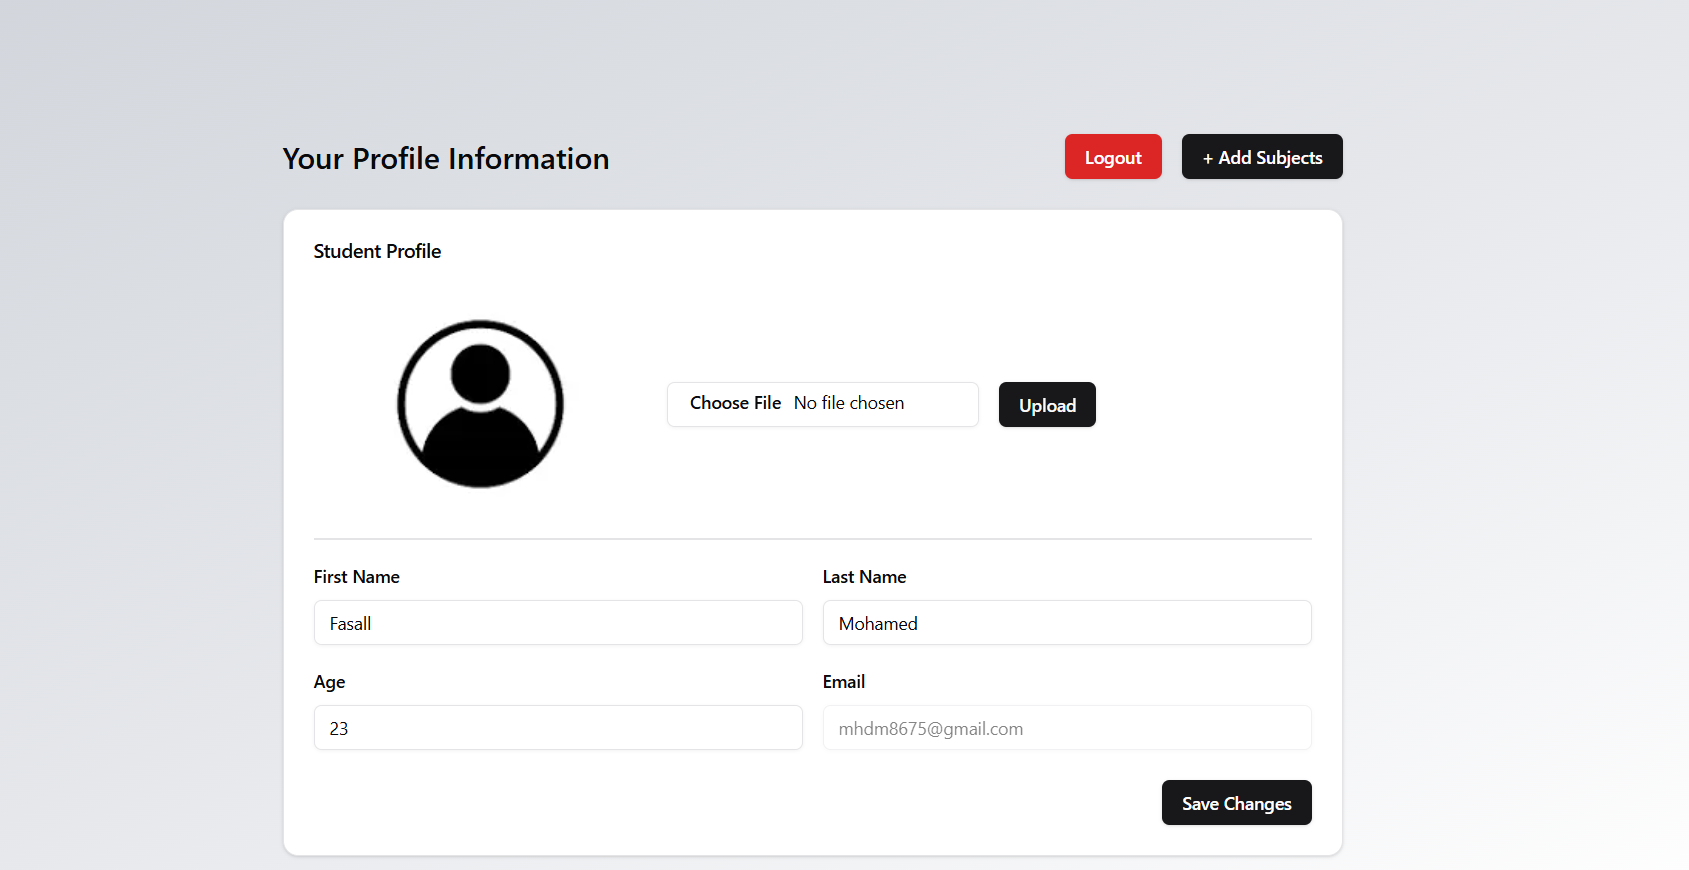 Your Profile Information
Logout
+ Add Subjects
Student Profile
Choose File No file chosen
Upload
First Name
Last Name
Fasall
Mohamed
Age
Email
23
mhdm8675@gmail.com
Save Changes